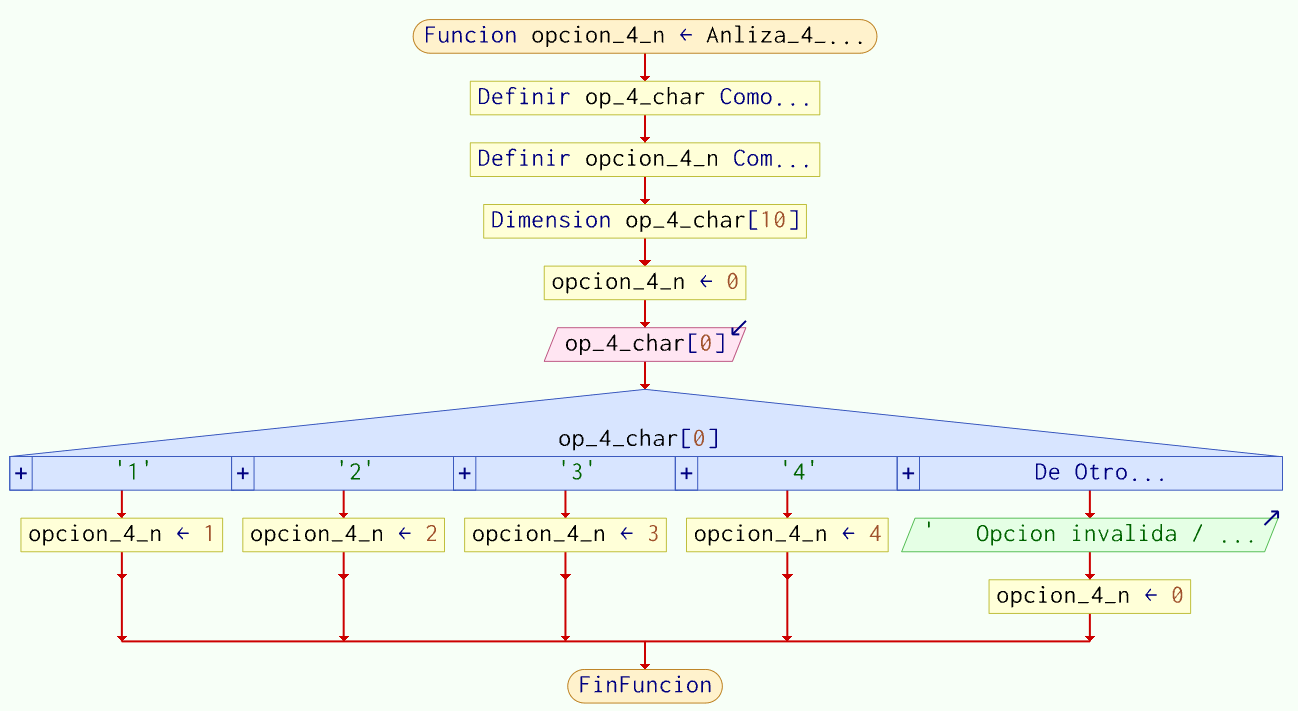 Funcion opcion_4_n ← Anliza_4_...
Definir op_4_char Como...
Definir opcion_4_n Com...
Dimension op_4_char[10]
opcion_4_n ← 0
op_4_char[0]
op_4_char[0]
+ '1' + '2' + '3' + '4' + De Otro...
opcion_4_n ← 1 opcion_4_n ← 2 opcion_4_n ← 3 opcion_4_n ← 4 '   Opcion invalida / ...
opcion_4_n ← 0
FinFuncion